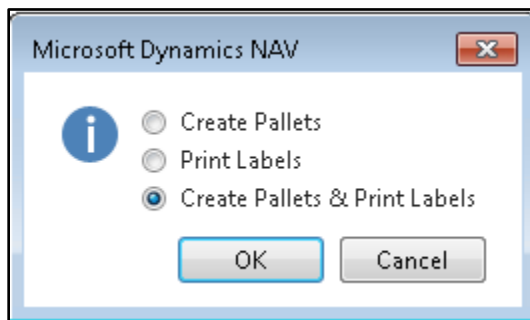 Microsoft Dynamics NAV
Create Pallets
Print Labels
Create Pallets & Print Labels
OK
Cancel